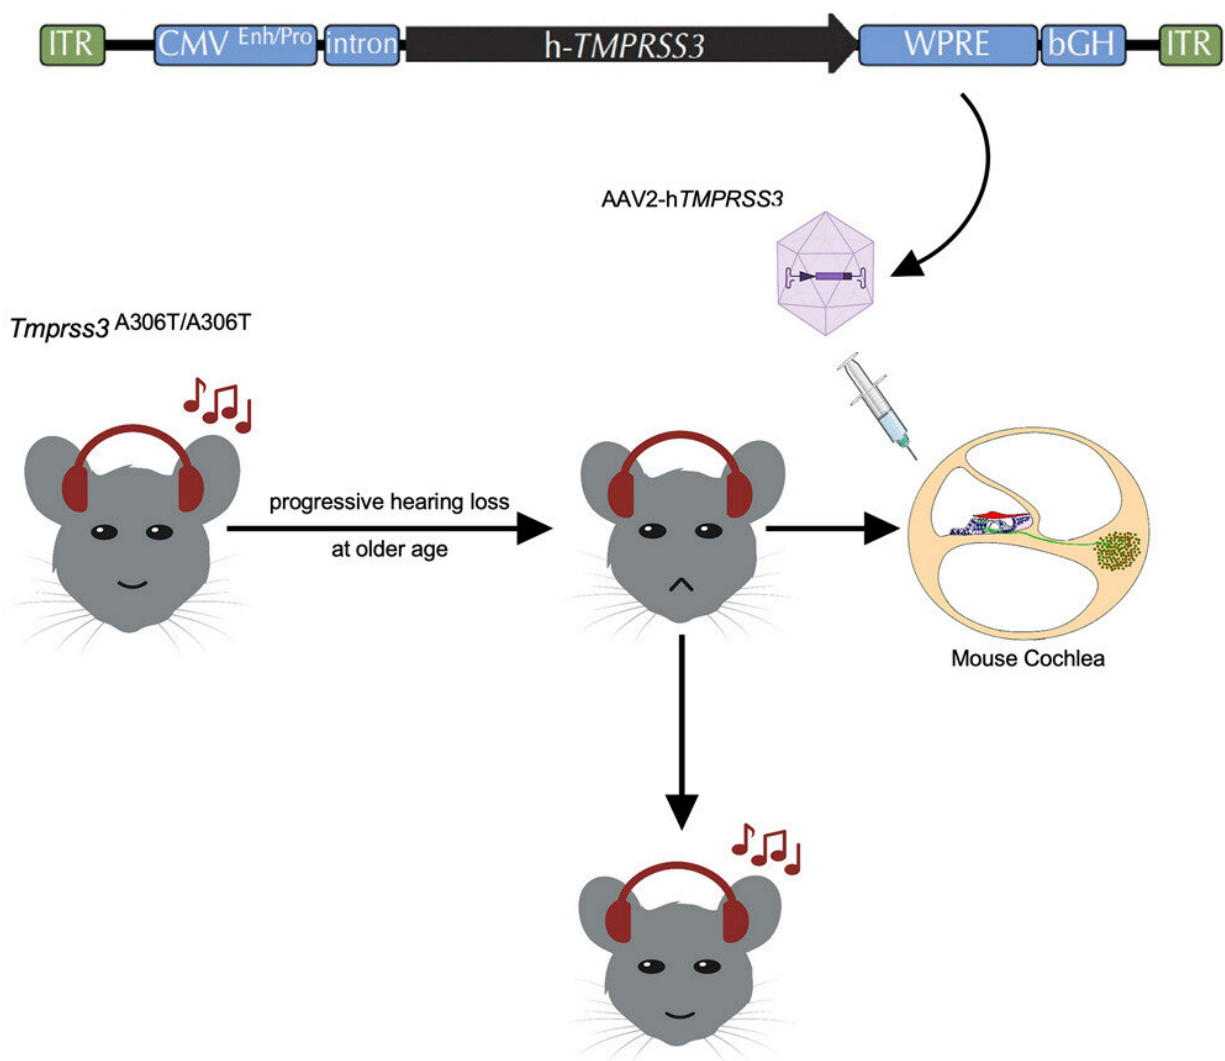 ITR CMV Enh/Pro intron h-TMPRSS3 WPRE bGH ITR
AAV2-hTMPRSS3
Tmprss3 A306T/A306T
progressive hearing loss
at older age
Mouse Cochlea